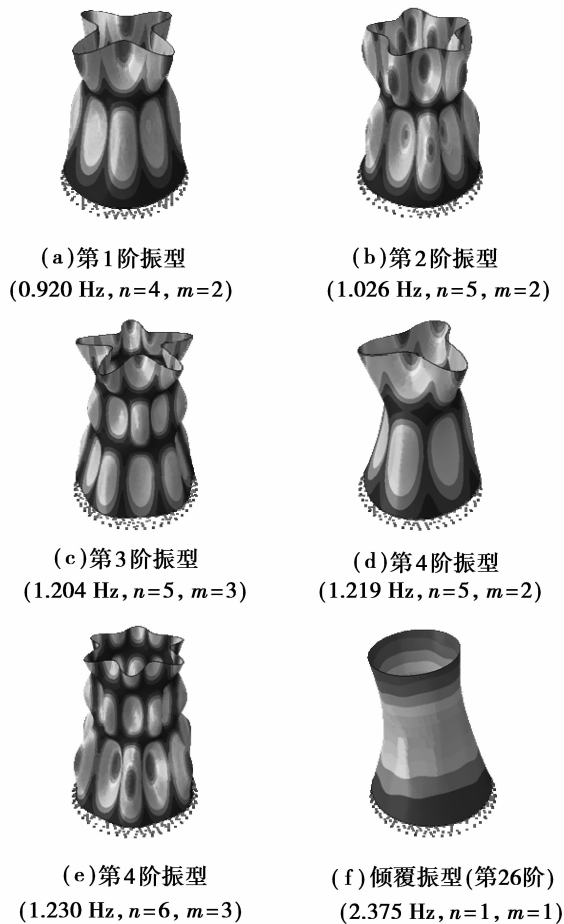 (a)第1阶振型
(0.920 Hz, n=4, m=2)
(b)第2阶振型
(1.026 Hz, n=5, m=2)
(c)第3阶振型
(1.204 Hz, n=5, m=3)
(d)第4阶振型
(1.219 Hz, n=5, m=2)
(e)第4阶振型
(1.230 Hz, n=6, m=3)
(f)倾覆振型(第26阶)
(2.375 Hz, n=1, m=1)